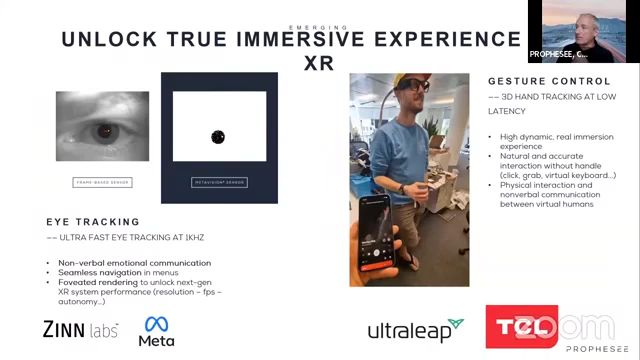 EMERGING
UNLOCK TRUE IMMERSIVE EXPERIENCE
XR
PROPHESEE, C...
FRAME-BASED SENSOR
METAVISION® SENSOR
EYE TRACKING
–– ULTRA FAST EYE TRACKING AT 1KHZ
• Non-verbal emotional communication
• Seamless navigation in menus
• Foveated rendering to unlock next-gen
XR system performance (resolution – fps –
autonomy...)
ZINN labs™
Meta
GESTURE CONTROL
–– 3D HAND TRACKING AT LOW
LATENCY
• High dynamic, real immersion
experience
• Natural and accurate
interaction without handle
(click, grab, virtual keyboard...)
• Physical interaction and
nonverbal communication
between virtual humans
ultraleap
TCL
zoom
PROPHESEE